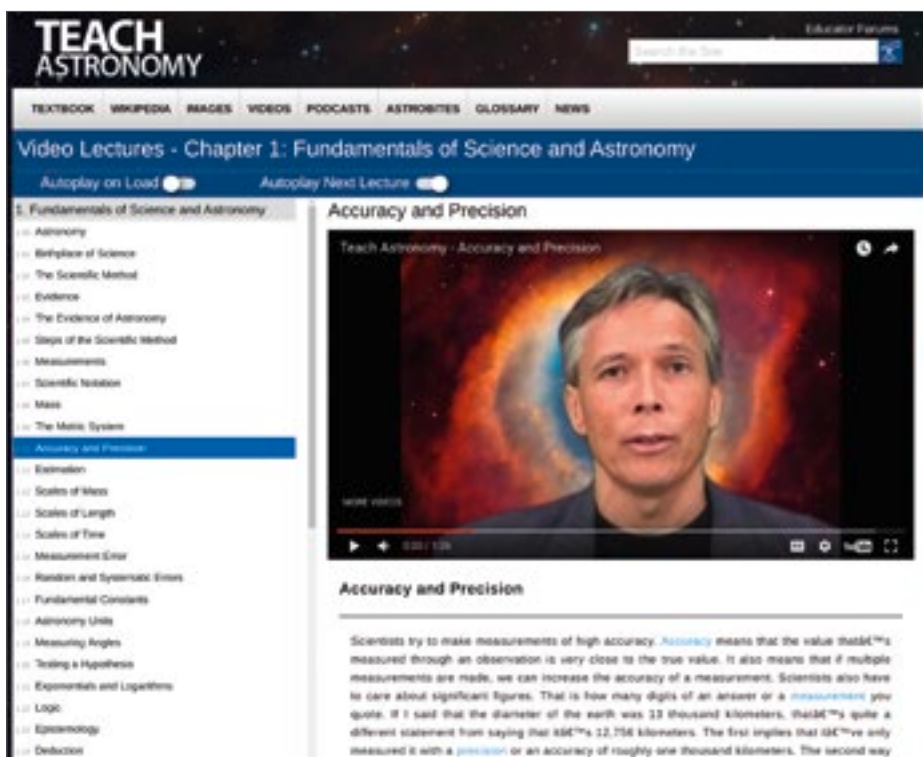 TEACH
ASTRONOMY
Educator Forums
Search the Site
TEXTBOOK WIKIPEDIA IMAGES VIDEOS PODCASTS ASTROBITES GLOSSARY NEWS
Video Lectures - Chapter 1: Fundamentals of Science and Astronomy
Autoplay on Load Autoplay Next Lecture
1. Fundamentals of Science and Astronomy
Astronomy
Birthplace of Science
The Scientific Method
Evidence
The Evidence of Astronomy
Steps of the Scientific Method
Measurements
Scientific Notation
Mass
The Metric System
Accuracy and Precision
Estimation
Scales of Mass
Scales of Length
Scales of Time
Measurement Error
Random and Systematic Errors
Fundamental Constants
Astronomy Units
Measuring Angles
Testing a Hypothesis
Exponentials and Logarithms
Logic
Epistemology
Deduction
Accuracy and Precision
Teach Astronomy - Accuracy and Precision
MORE VIDEOS
Accuracy and Precision
Scientists try to make measurements of high accuracy. Accuracy means that the value thatâ€™s
measured through an observation is very close to the true value. It also means that if multiple
measurements are made, we can increase the accuracy of a measurement. Scientists also have
to care about significant figures. That is how many digits of an answer or a measurement you
quote. If I said that the diameter of the earth was 13 thousand kilometers, thatâ€™s quite a
different statement from saying that itâ€™s 12,756 kilometers. The first implies that Iâ€™ve only
measured it with a precision or an accuracy of roughly one thousand kilometers. The second way